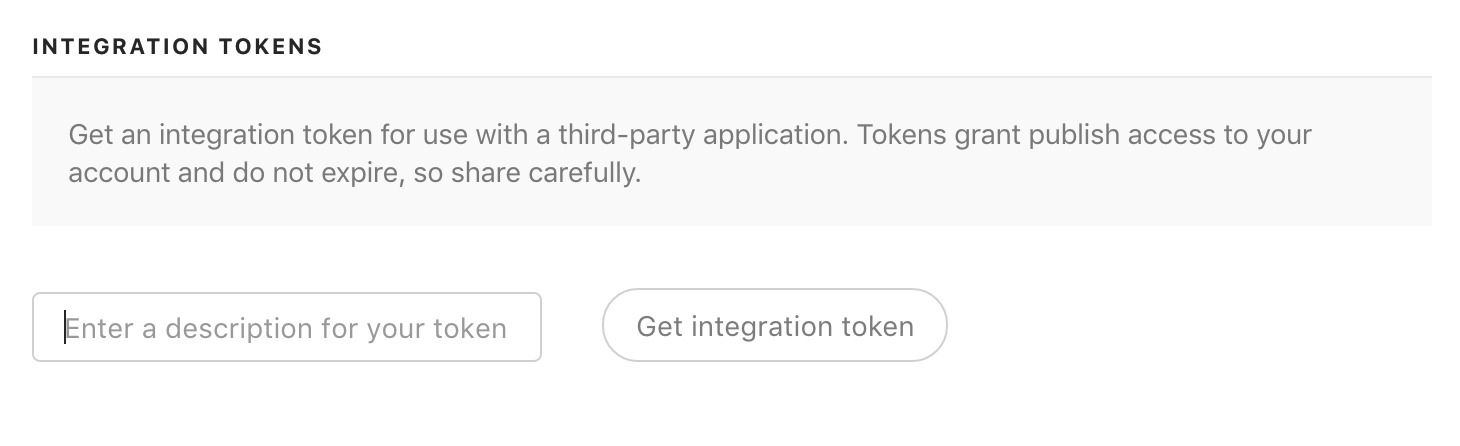 INTEGRATION TOKENS
Get an integration token for use with a third-party application. Tokens grant publish access to your
account and do not expire, so share carefully.
Enter a description for your token
Get integration token